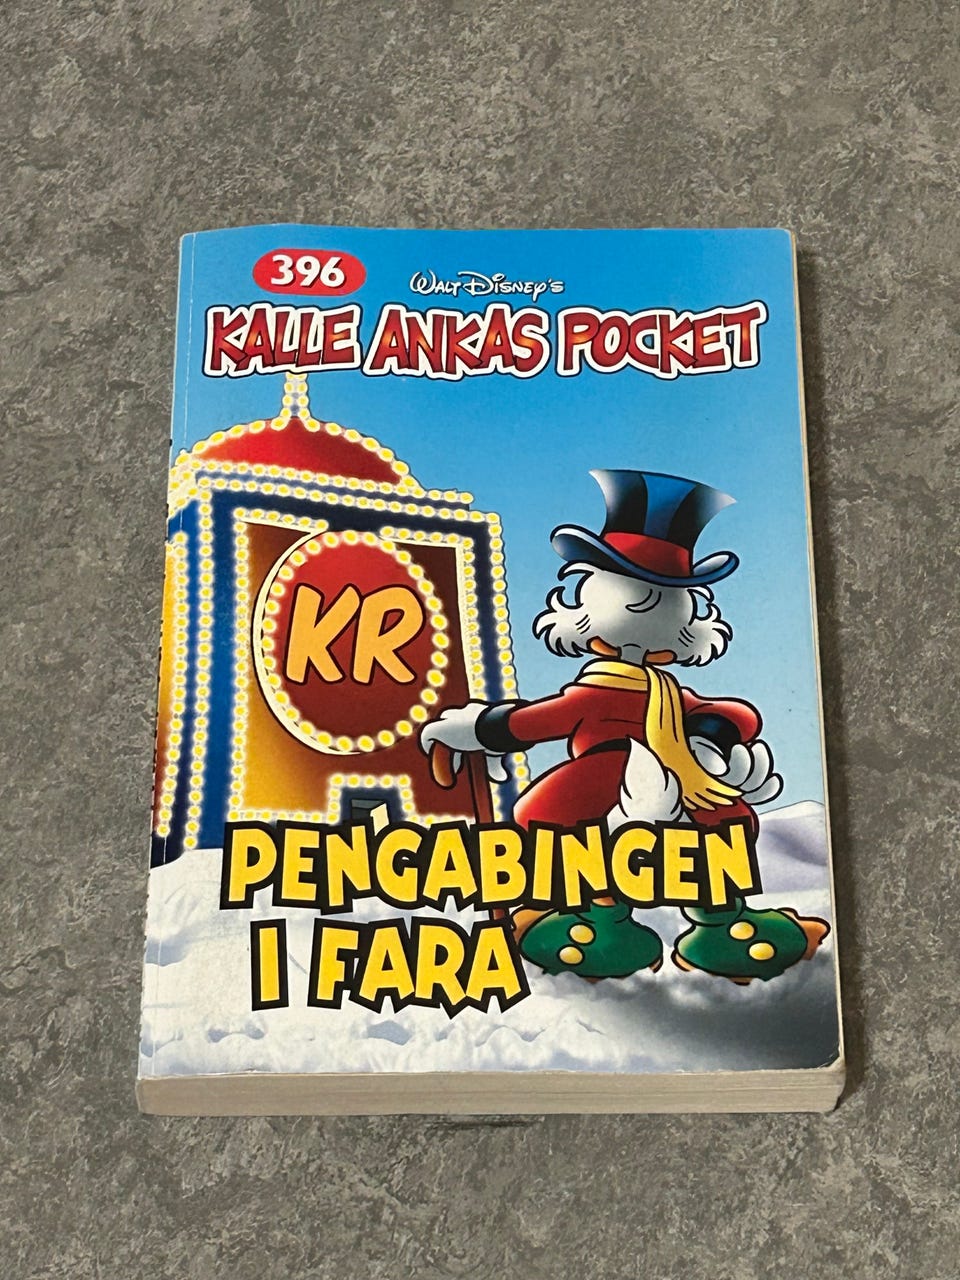 396
WALT DISNEY'S
KALLE ANKAS POCKET
KR
PENGABINGEN
I FARA